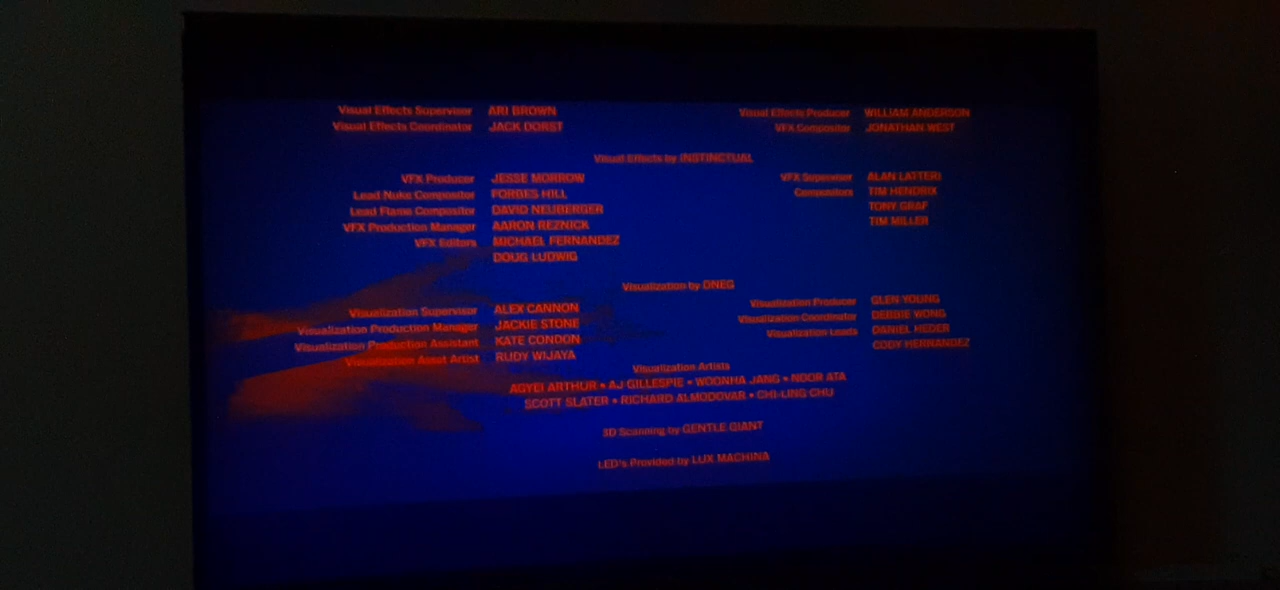 Visual Effects Supervisor ARI BROWN Visual Effects Producer WILLIAM ANDERSON
Visual Effects Coordinator JACK DORST VFX Compositor JONATHAN WEST
Visual Effects by INSTINCTUAL
VFX Producer JESSE MORROW VFX Supervisor ALAN LATTERI
Lead Nuke Compositor FORBES HILL Compositors TIM HENDRIX
Lead Flame Compositor DAVID NEUBERGER TONY GRAF
VFX Production Manager AARON REZNICK TIM MILLER
VFX Editors MICHAEL FERNANDEZ
DOUG LUDWIG
Visualization by DNEG
Visualization Supervisor ALEX CANNON Visualization Producer GLEN YOUNG
Visualization Production Manager JACKIE STONE Visualization Coordinator DEBBIE WONG
Visualization Production Assistant KATE CONDON Visualization Leads DANIEL HEDER
Visualization Asset Artist RUDY WIJAYA CODY HERNANDEZ
Visualization Artists
AGYEI ARTHUR • AJ GILLESPIE • WOONHA JANG • NOOR ATA
SCOTT SLATER • RICHARD ALMODOVAR • CHI-LING CHU
3D Scanning by GENTLE GIANT
LED's Provided by LUX MACHINA